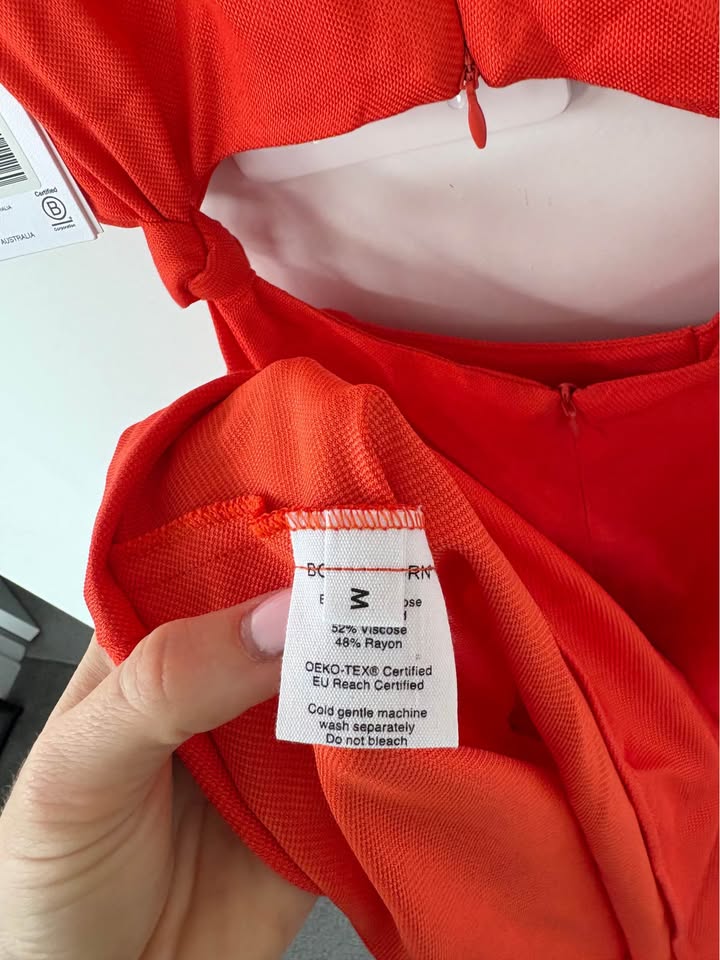 Certified
B
Corporation
AUSTRALIA
M
52% Viscose
48% Rayon
OEKO-TEX® Certified
EU Reach Certified
Cold gentle machine
wash separately
Do not bleach